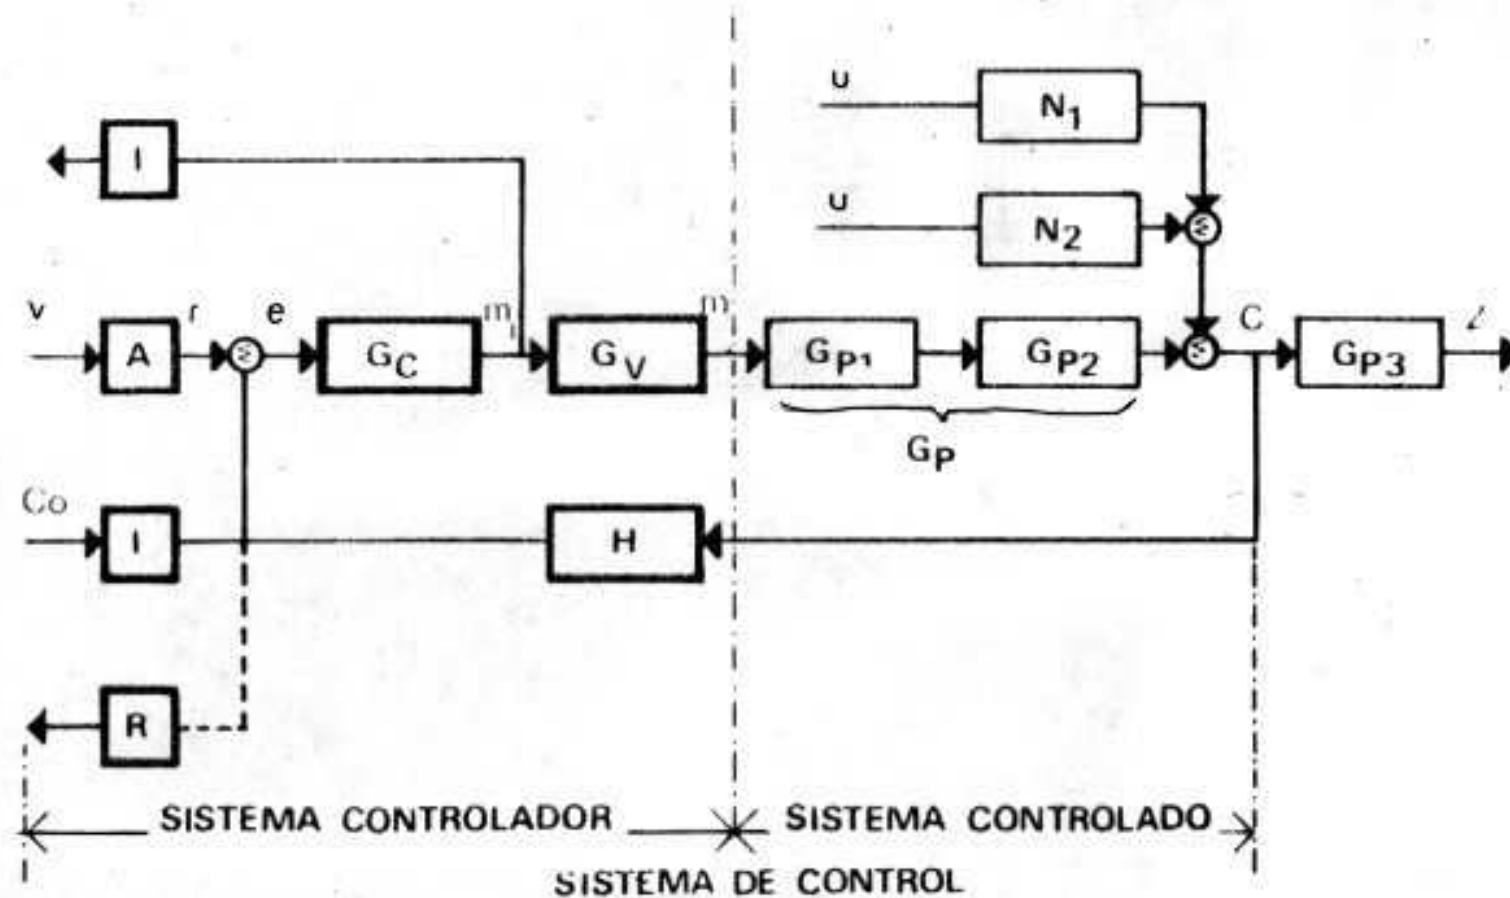 u
N1
I
u
N2
v
A
r
e
GC
m1
GV
m
GP1
GP2
C
GP3
GP
Co
I
H
R
SISTEMA CONTROLADOR
SISTEMA CONTROLADO
SISTEMA DE CONTROL